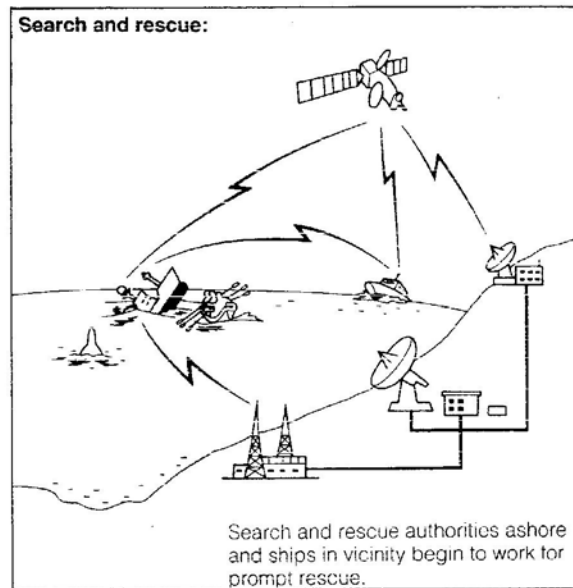 Search and rescue:
Search and rescue authorities ashore
and ships in vicinity begin to work for
prompt rescue.